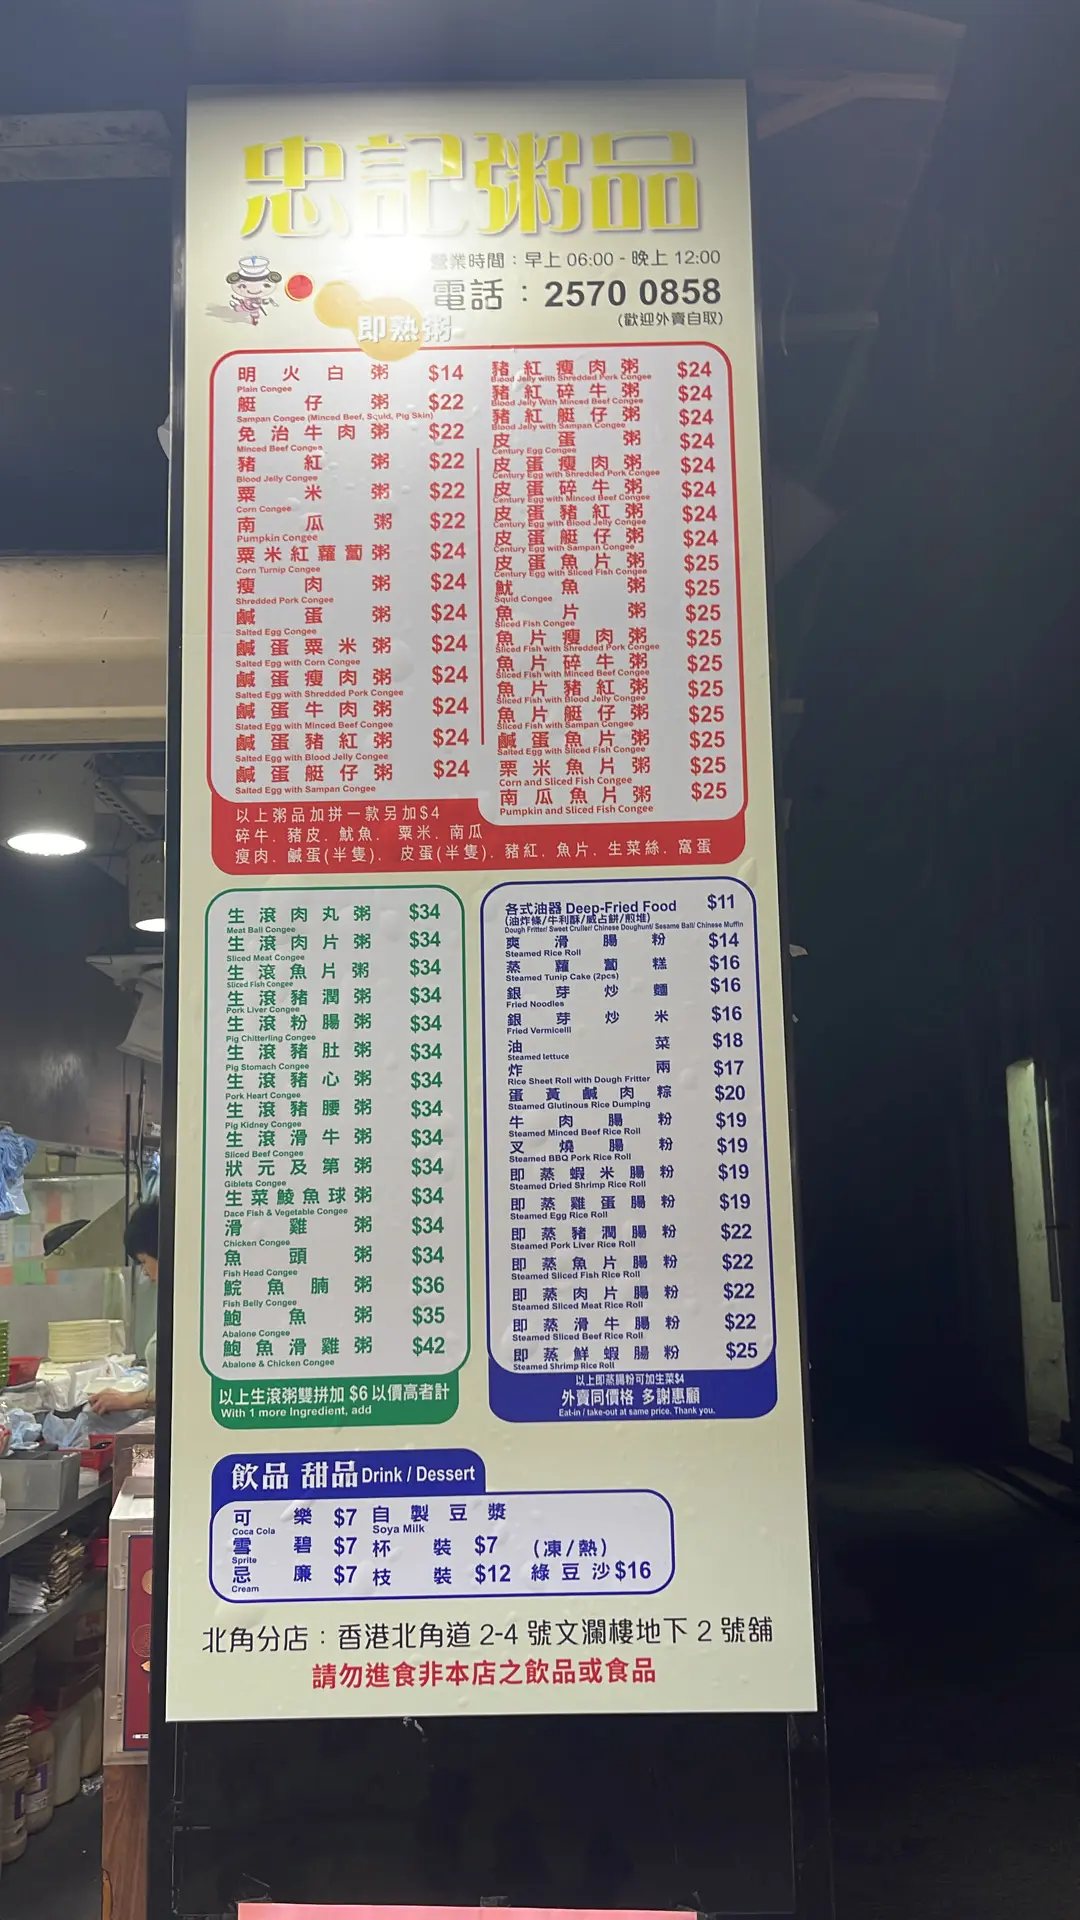 忠記粥品
營業時間：早上 06:00 - 晚上 12:00
電話：2570 0858
(歡迎外賣自取)
即熟粥
明火白粥 $14
Plain Congee
艇仔粥 $22
Sampan Congee (Minced Beef, Squid, Pig Skin)
免治牛肉粥 $22
Minced Beef Congee
豬紅粥 $22
Blood Jelly Congee
粟米粥 $22
Corn Congee
南瓜粥 $22
Pumpkin Congee
粟米紅蘿蔔粥 $24
Corn Turnip Congee
瘦肉粥 $24
Shredded Pork Congee
鹹蛋粥 $24
Salted Egg Congee
鹹蛋粟米粥 $24
Salted Egg with Corn Congee
鹹蛋瘦肉粥 $24
Salted Egg with Shredded Pork Congee
鹹蛋牛肉粥 $24
Slated Egg with Minced Beef Congee
鹹蛋豬紅粥 $24
Salted Egg with Blood Jelly Congee
鹹蛋艇仔粥 $24
Salted Egg with Sampan Congee
豬紅瘦肉粥 $24
Blood Jelly with Shredded Pork Congee
豬紅碎牛粥 $24
Blood Jelly With Minced Beef Congee
豬紅艇仔粥 $24
Blood Jelly with Sampan Congee
皮蛋粥 $24
Century Egg Congee
皮蛋瘦肉粥 $24
Century Egg with Shredded Pork Congee
皮蛋碎牛粥 $24
Century Egg with Minced Beef Congee
皮蛋豬紅粥 $24
Century Egg with Blood Jelly Congee
皮蛋艇仔粥 $24
Century Egg with Sampan Congee
皮蛋魚片粥 $25
Century Egg with Sliced Fish Congee
魷魚粥 $25
Squid Congee
魚片粥 $25
Sliced Fish Congee
魚片瘦肉粥 $25
Sliced Fish with Shredded Pork Congee
魚片碎牛粥 $25
Sliced Fish with Minced Beef Congee
魚片豬紅粥 $25
Sliced Fish with Blood Jelly Congee
魚片艇仔粥 $25
Sliced Fish with Sampan Congee
鹹蛋魚片粥 $25
Salted Egg with Sliced Fish Congee
粟米魚片粥 $25
Corn and Sliced Fish Congee
南瓜魚片粥 $25
Pumpkin and Sliced Fish Congee
以上粥品加拼一款另加$4
碎牛．豬皮．魷魚．粟米．南瓜
瘦肉．鹹蛋(半隻)．皮蛋(半隻)．豬紅．魚片．生菜絲．窩蛋
生滾肉丸粥 $34
Meat Ball Congee
生滾肉片粥 $34
Sliced Meat Congee
生滾魚片粥 $34
Sliced Fish Congee
生滾豬潤粥 $34
Pork Liver Congee
生滾粉腸粥 $34
Pig Chitterling Congee
生滾豬肚粥 $34
Pig Stomach Congee
生滾豬心粥 $34
Pork Heart Congee
生滾豬腰粥 $34
Pig Kidney Congee
生滾滑牛粥 $34
Sliced Beef Congee
狀元及第粥 $34
Giblets Congee
生菜鯪魚球粥 $34
Dace Fish & Vegetable Congee
滑雞粥 $34
Chicken Congee
魚頭粥 $34
Fish Head Congee
鯇魚腩粥 $36
Fish Belly Congee
鮑魚粥 $35
Abalone Congee
鮑魚滑雞粥 $42
Abalone & Chicken Congee
以上生滾粥雙拼加 $6 以價高者計
With 1 more Ingredient, add
各式油器 Deep-Fried Food $11
(油炸條/牛利酥/咸占餅/煎堆)
Dough Fritter/ Sweet Cruller/ Chinese Doughunt/ Sesame Ball/ Chinese Muffin
爽滑腸粉 $14
Steamed Rice Roll
蒸蘿蔔糕 $16
Steamed Tunip Cake (2pcs)
銀芽炒麵 $16
Fried Noodles
銀芽炒米 $16
Fried Vermicelli
油菜 $18
Steamed lettuce
炸兩 $17
Rice Sheet Roll with Dough Fritter
蛋黃鹹肉粽 $20
Steamed Glutinous Rice Dumping
牛肉腸粉 $19
Steamed Minced Beef Rice Roll
叉燒腸粉 $19
Steamed BBQ Pork Rice Roll
即蒸蝦米腸粉 $19
Steamed Dried Shrimp Rice Roll
即蒸雞蛋腸粉 $19
Steamed Egg Rice Roll
即蒸豬潤腸粉 $22
Steamed Pork Liver Rice Roll
即蒸魚片腸粉 $22
Steamed Sliced Fish Rice Roll
即蒸肉片腸粉 $22
Steamed Sliced Meat Rice Roll
即蒸滑牛腸粉 $22
Steamed Sliced Beef Rice Roll
即蒸鮮蝦腸粉 $25
Steamed Shrimp Rice Roll
以上即蒸腸粉可加生菜$4
外賣同價格 多謝惠顧
Eat-in / take-out at same price. Thank you.
飲品 甜品 Drink / Dessert
可樂 $7 自製豆漿
Coca Cola Soya Milk
雪碧 $7 杯裝 $7 (凍/熱)
Sprite
忌廉 $7 枝裝 $12 綠豆沙 $16
Cream
北角分店：香港北角道 2-4 號文瀾樓地下 2 號舖
請勿進食非本店之飲品或食品